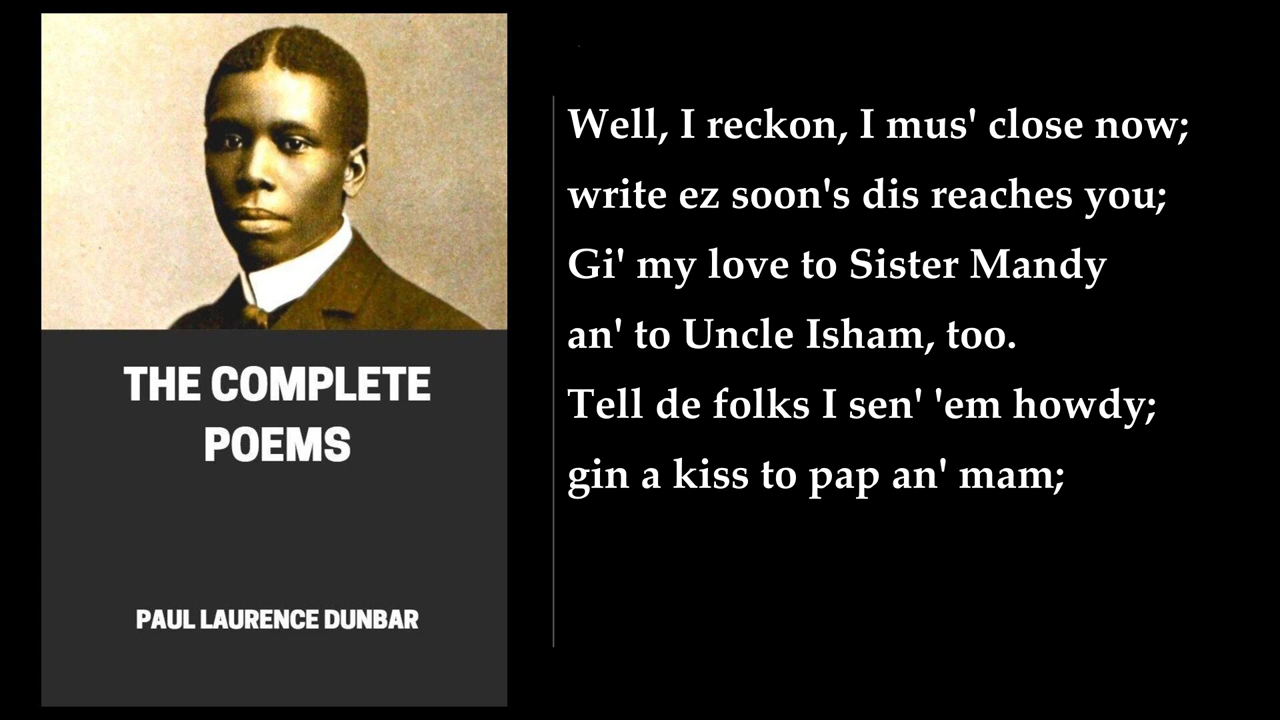 THE COMPLETE
POEMS
PAUL LAURENCE DUNBAR
Well, I reckon, I mus' close now;
write ez soon's dis reaches you;
Gi' my love to Sister Mandy
an' to Uncle Isham, too.
Tell de folks I sen' 'em howdy;
gin a kiss to pap an' mam;